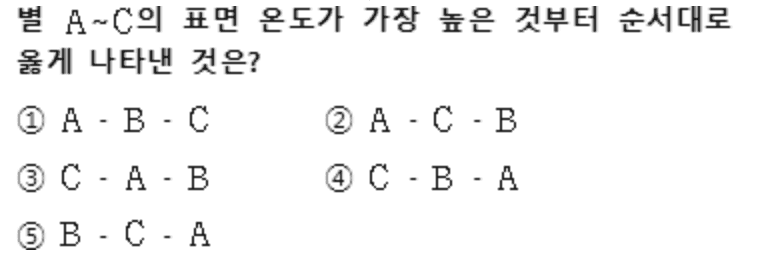 별 A~C의 표면 온도가 가장 높은 것부터 순서대로
옳게 나타낸 것은?
① A - B - C ② A - C - B
③ C - A - B ④ C - B - A
⑤ B - C - A